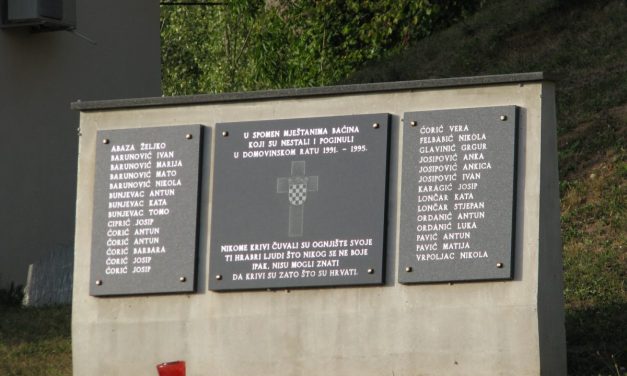 ABAZA ŽELJKO
BARUNOVIĆ IVAN
BARUNOVIĆ MARIJA
BARUNOVIĆ MATO
BARUNOVIĆ NIKOLA
BUNJEVAC ANTUN
BUNJEVAC KATA
BUNJEVAC TOMO
CIPRIĆ JOSIP
ĆORIĆ ANTUN
ĆORIĆ ANTUN
ĆORIĆ BARBARA
ĆORIĆ JOSIP
ĆORIĆ JOSIP
U SPOMEN MJEŠTANIMA BAĆINA
KOJI SU NESTALI I POGINULI
U DOMOVINSKOM RATU 1991. - 1995.
NIKOME KRIVI ČUVALI SU OGNJIŠTE SVOJE
TI HRABRI LJUDI ŠTO NIKOG SE NE BOJE
IPAK, NISU MOGLI ZNATI
DA KRIVI SU ZATO ŠTO SU HRVATI.
ĆORIĆ VERA
FELBABIĆ NIKOLA
GLAVINIĆ GRGUR
JOSIPOVIĆ ANKA
JOSIPOVIĆ ANKICA
JOSIPOVIĆ IVAN
KARAGIĆ JOSIP
LONČAR KATA
LONČAR STJEPAN
ORDANIĆ ANTUN
ORDANIĆ LUKA
PAVIĆ ANTUN
PAVIĆ MATIJA
VRPOLJAC NIKOLA